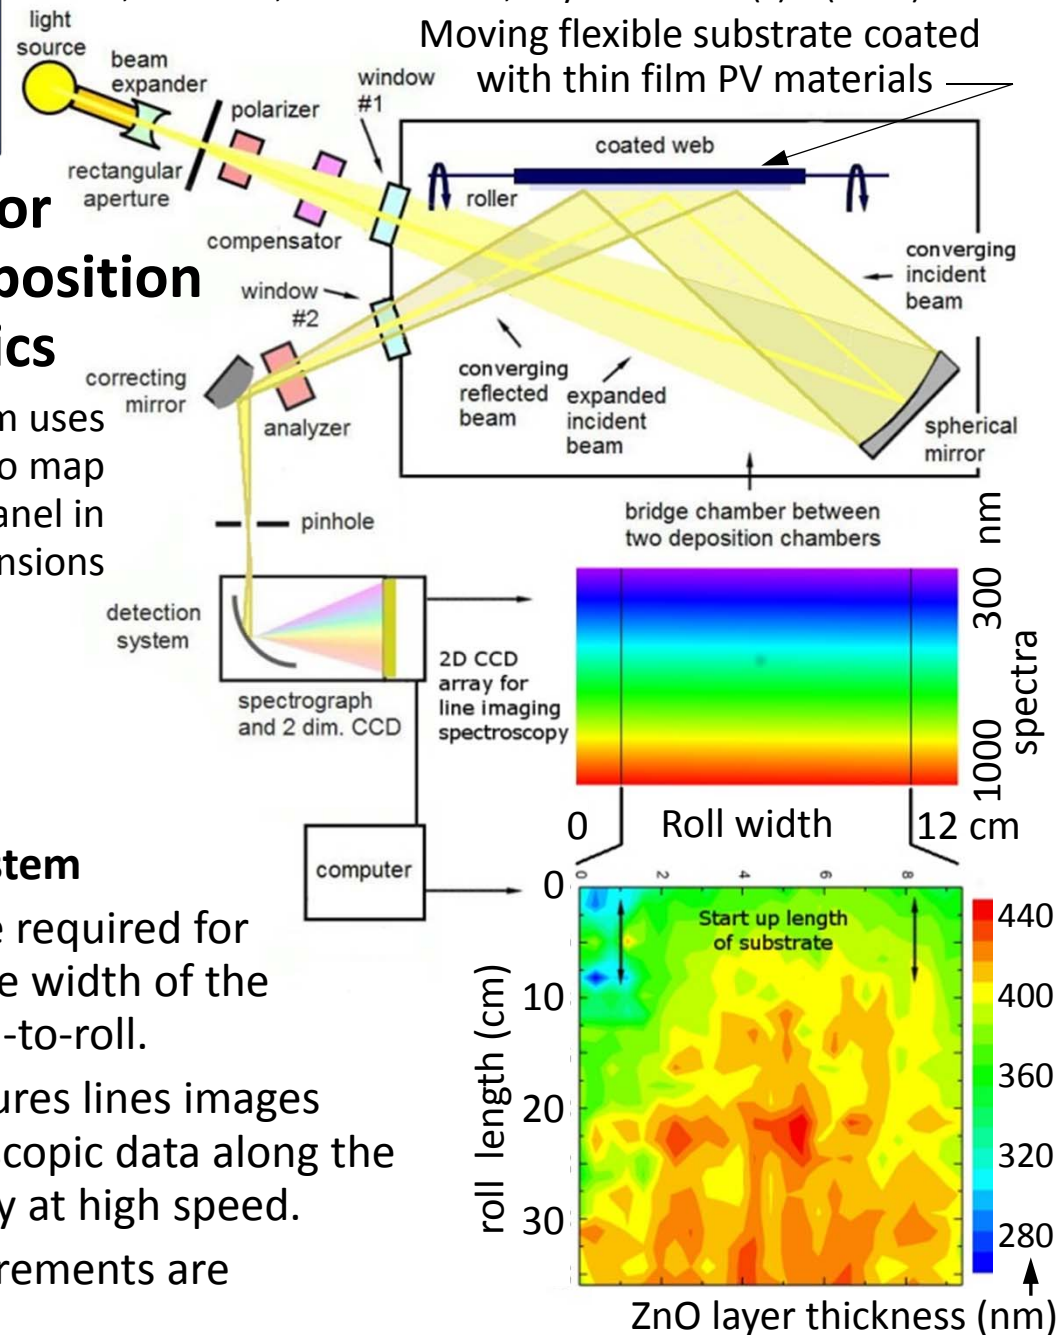 Moving flexible substrate coated
with thin film PV materials
light
source
beam
expander
polarizer
window
#1
rectangular
aperture
compensator
coated web
roller
or
position
ics
window
#2
converging
incident
beam
correcting
mirror
analyzer
converging
reflected
beam
expanded
incident
beam
spherical
mirror
m uses
o map
anel in
nsions
pinhole
bridge chamber between
two deposition chambers
detection
system
spectrograph
and 2 dim. CCD
2D CCD
array for
line imaging
spectroscopy
300 nm
spectra
1000
0 Roll width 12 cm
computer
stem
e required for
e width of the
-to-roll.
ures lines images
copic data along the
y at high speed.
rements are
0 2 4 6 8
Start up length
of substrate
roll length (cm)
0
10
20
30
440
400
360
320
280
ZnO layer thickness (nm)